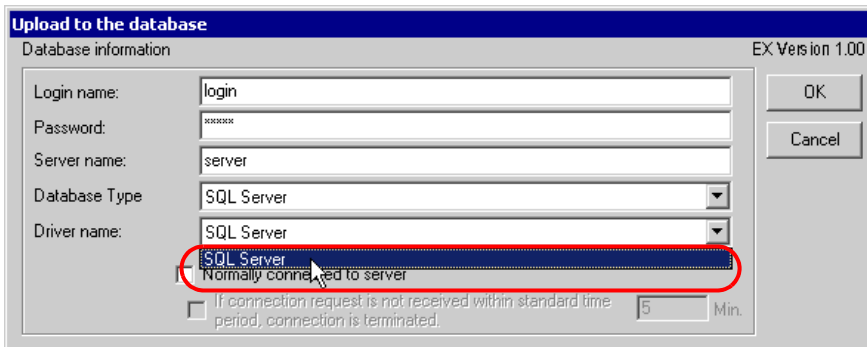 Upload to the database
Database information
EX Version 1.00
Login name:
login
OK
Password:
xxxxx
Cancel
Server name:
server
Database Type
SQL Server
Driver name:
SQL Server
SQL Server
Normally connected to server
If connection request is not received within standard time
period, connection is terminated.
5
Min.